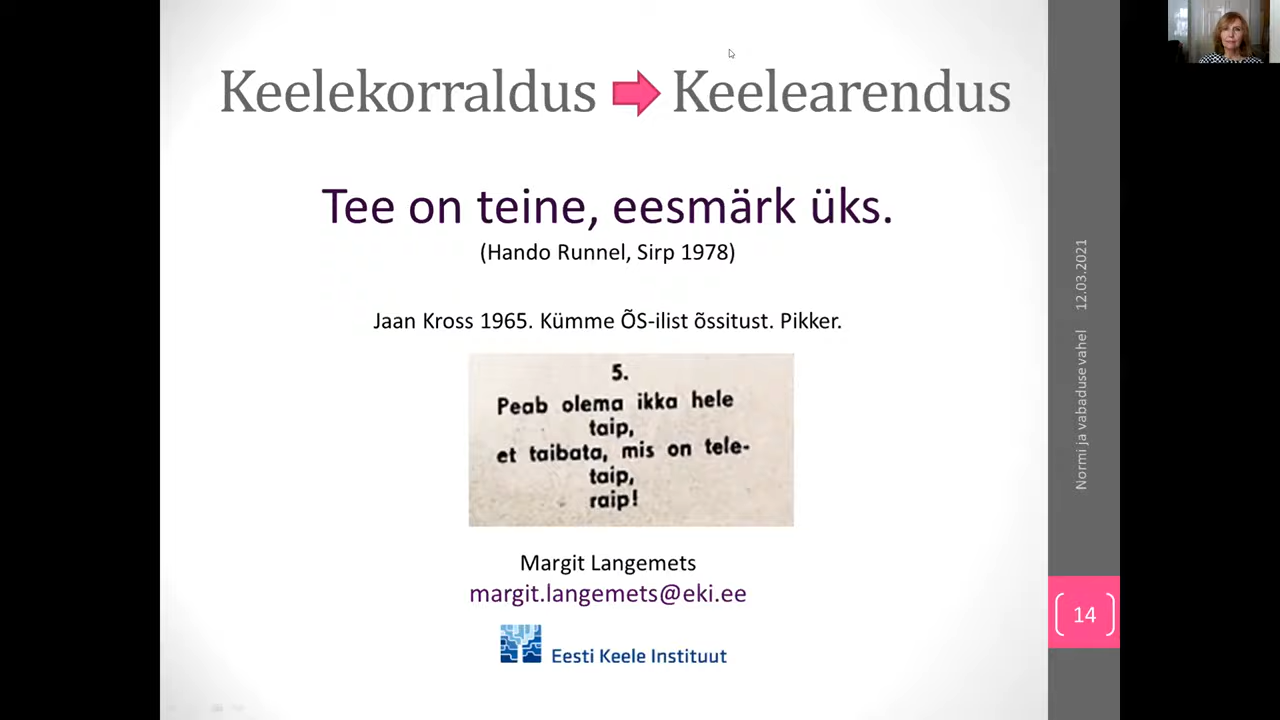 Keelekorraldus Keelearendus
Tee on teine, eesmärk üks.
(Hando Runnel, Sirp 1978)
Jaan Kross 1965. Kümme ÕS-ilist õssitust. Pikker.
5.
Peab olema ikka hele
taip,
et taibata, mis on tele-
taip,
raip!
Margit Langemets
margit.langemets@eki.ee
Eesti Keele Instituut
Normi ja vabaduse vahel 12.03.2021
14